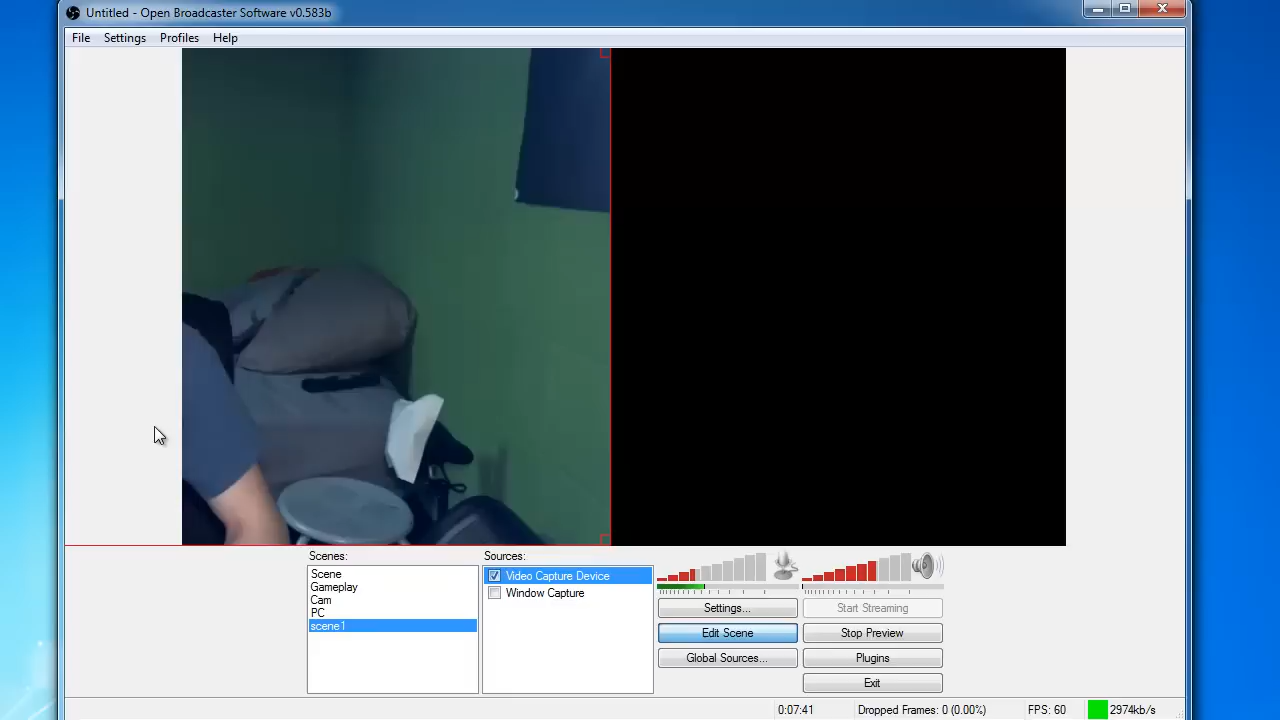 Untitled - Open Broadcaster Software v0.583b
File Settings Profiles Help
Scenes:
Scene
Gameplay
Cam
PC
scene1
Sources:
Video Capture Device
Window Capture
Settings...
Start Streaming
Edit Scene
Stop Preview
Global Sources...
Plugins
Exit
0:07:41
Dropped Frames: 0 (0.00%)
FPS: 60
2974kb/s